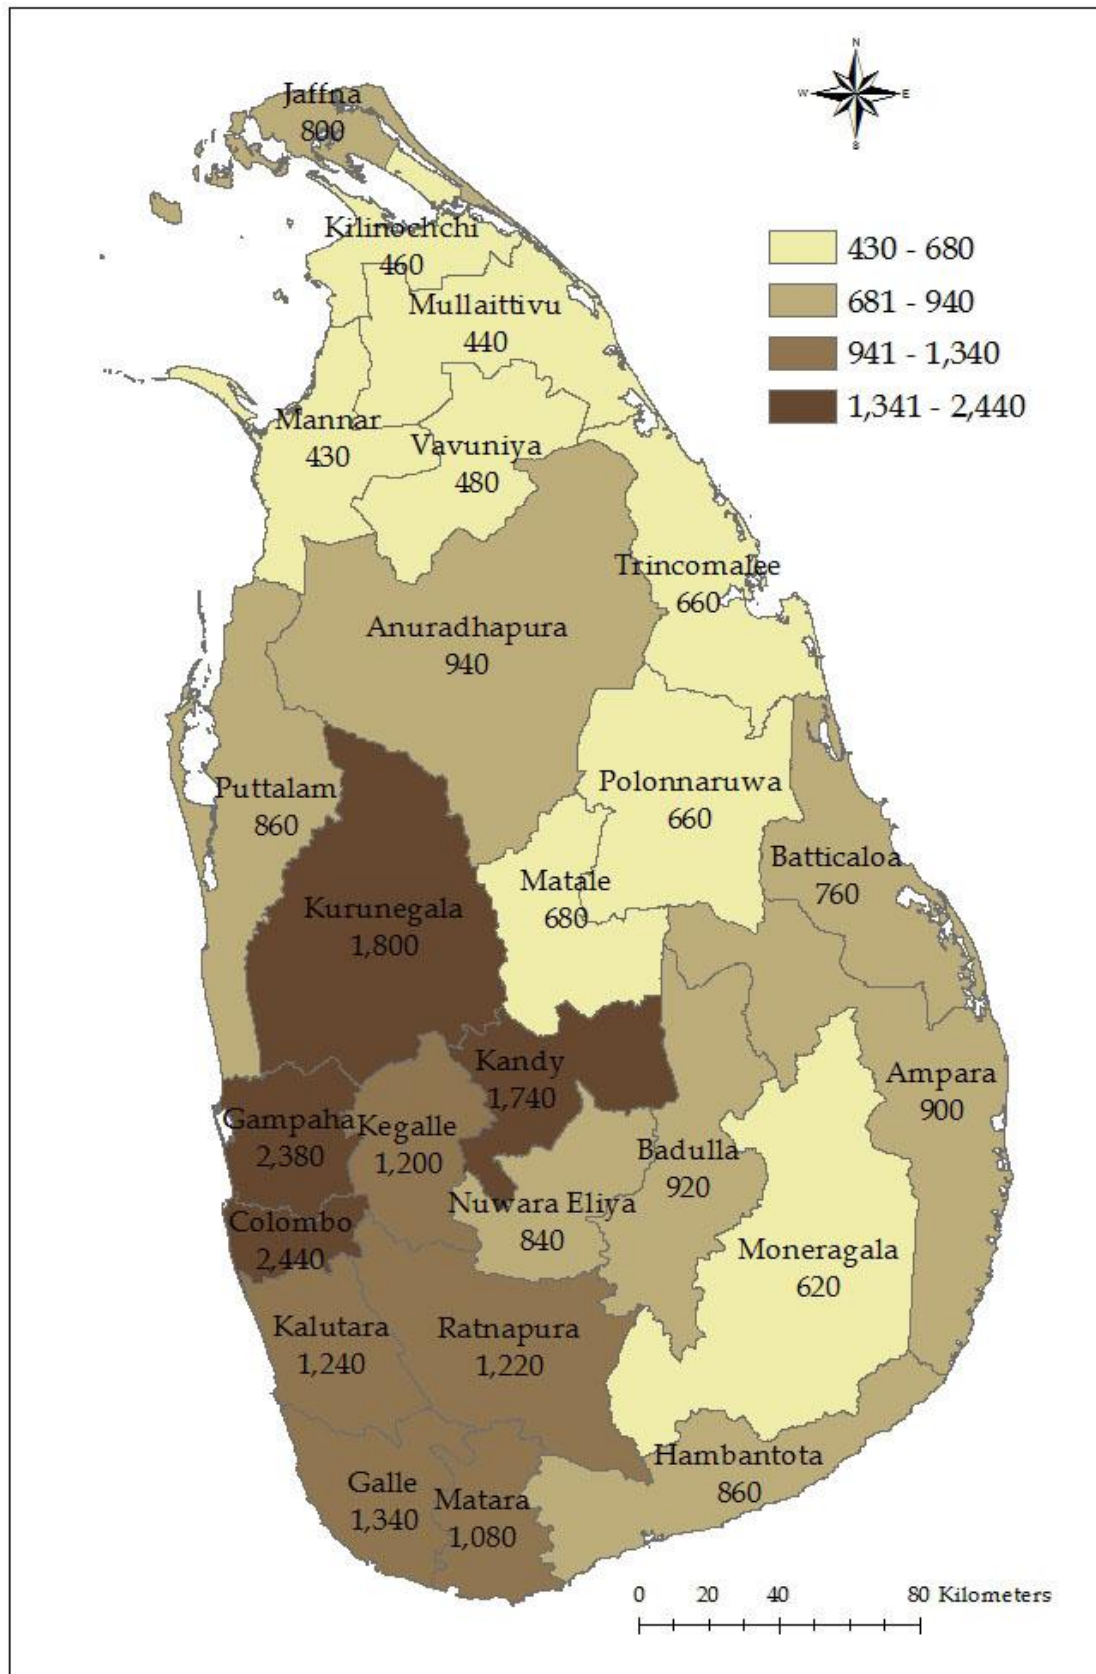 N
W E
S
Jaffna
800
Kilinochchi
460
430 - 680
681 - 940
941 - 1,340
1,341 - 2,440
Mullaittivu
440
Mannar
430
Vavuniya
480
Trincomalee
660
Anuradhapura
940
Puttalam
860
Polonnaruwa
660
Batticaloa
760
Matale
680
Kurunegala
1,800
Kandy
1,740
Ampara
900
Gampaha
2,380
Kegalle
1,200
Badulla
920
Nuwara Eliya
840
Colombo
2,440
Moneragala
620
Kalutara
1,240
Ratnapura
1,220
Hambantota
860
Galle
1,340
Matara
1,080
0 20 40 80 Kilometers